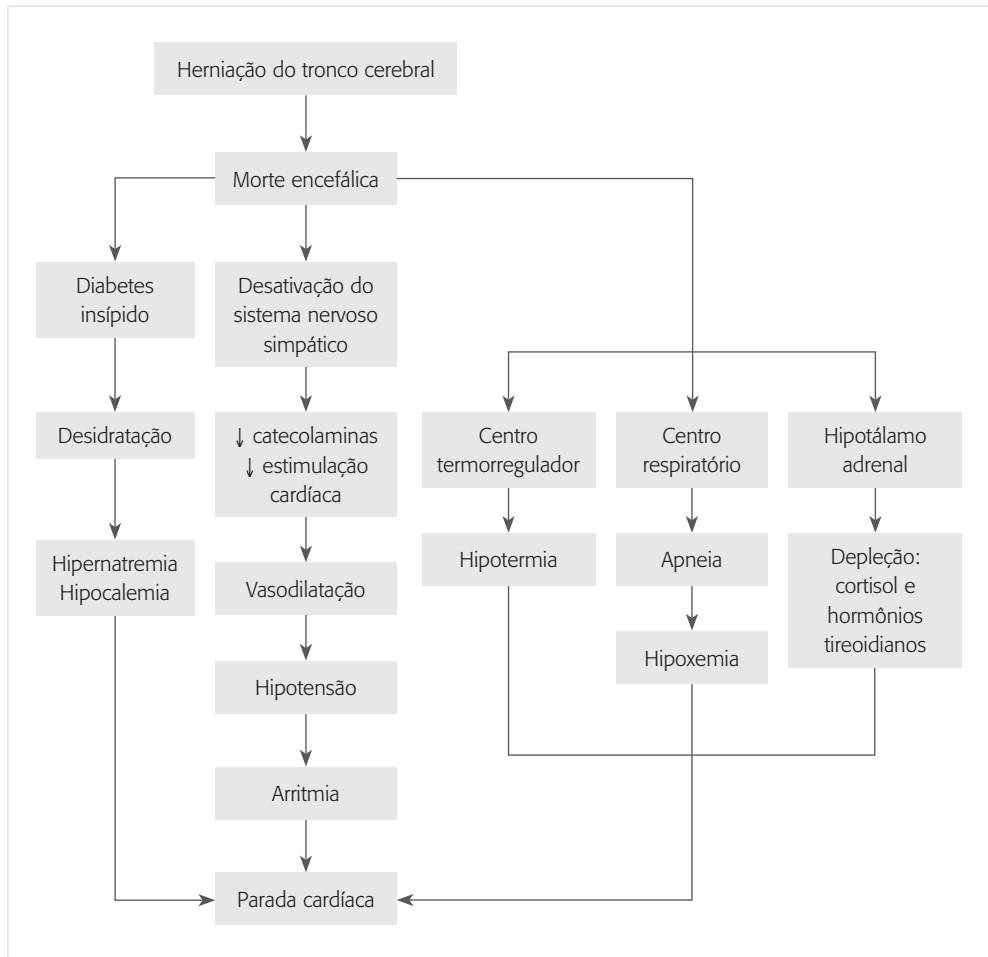 Herniação do tronco cerebral
Morte encefálica
Diabetes
insípido
Desativação do
sistema nervoso
simpático
Desidratação
↓ catecolaminas
↓ estimulação
cardíaca
Centro
termorregulador
Centro
respiratório
Hipotálamo
adrenal
Hipernatremia
Hipocalemia
Vasodilatação
Hipotermia
Apneia
Depleção:
cortisol e
hormônios
tireoidianos
Hipotensão
Hipoxemia
Arritmia
Parada cardíaca